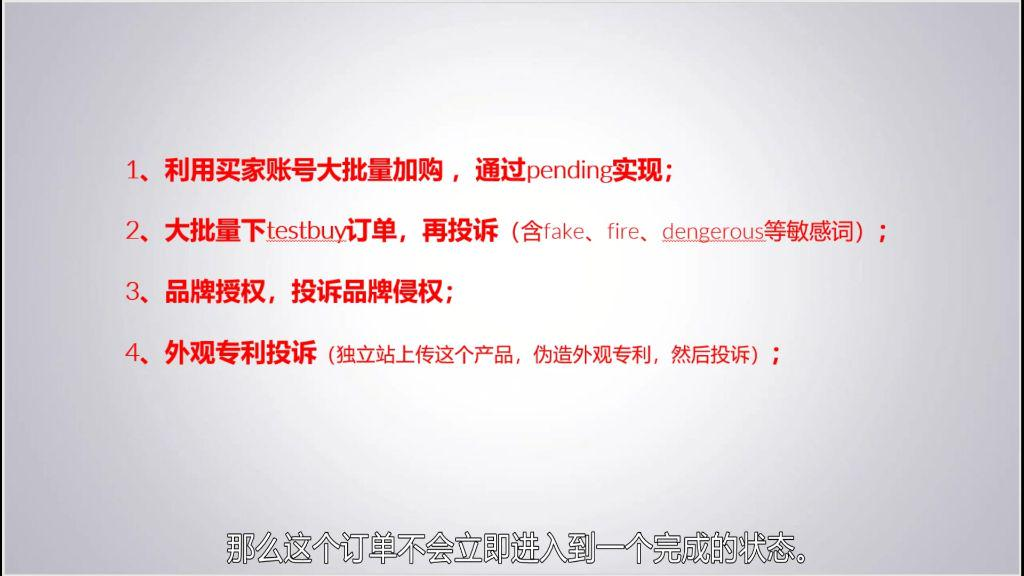 1、利用买家账号大批量加购 ，通过pending实现；
2、大批量下testbuy订单，再投诉（含fake、fire、dengerous等敏感词）；
3、品牌授权，投诉品牌侵权；
4、外观专利投诉（独立站上传这个产品，伪造外观专利，然后投诉）；
那么这个订单不会立即进入到一个完成的状态。